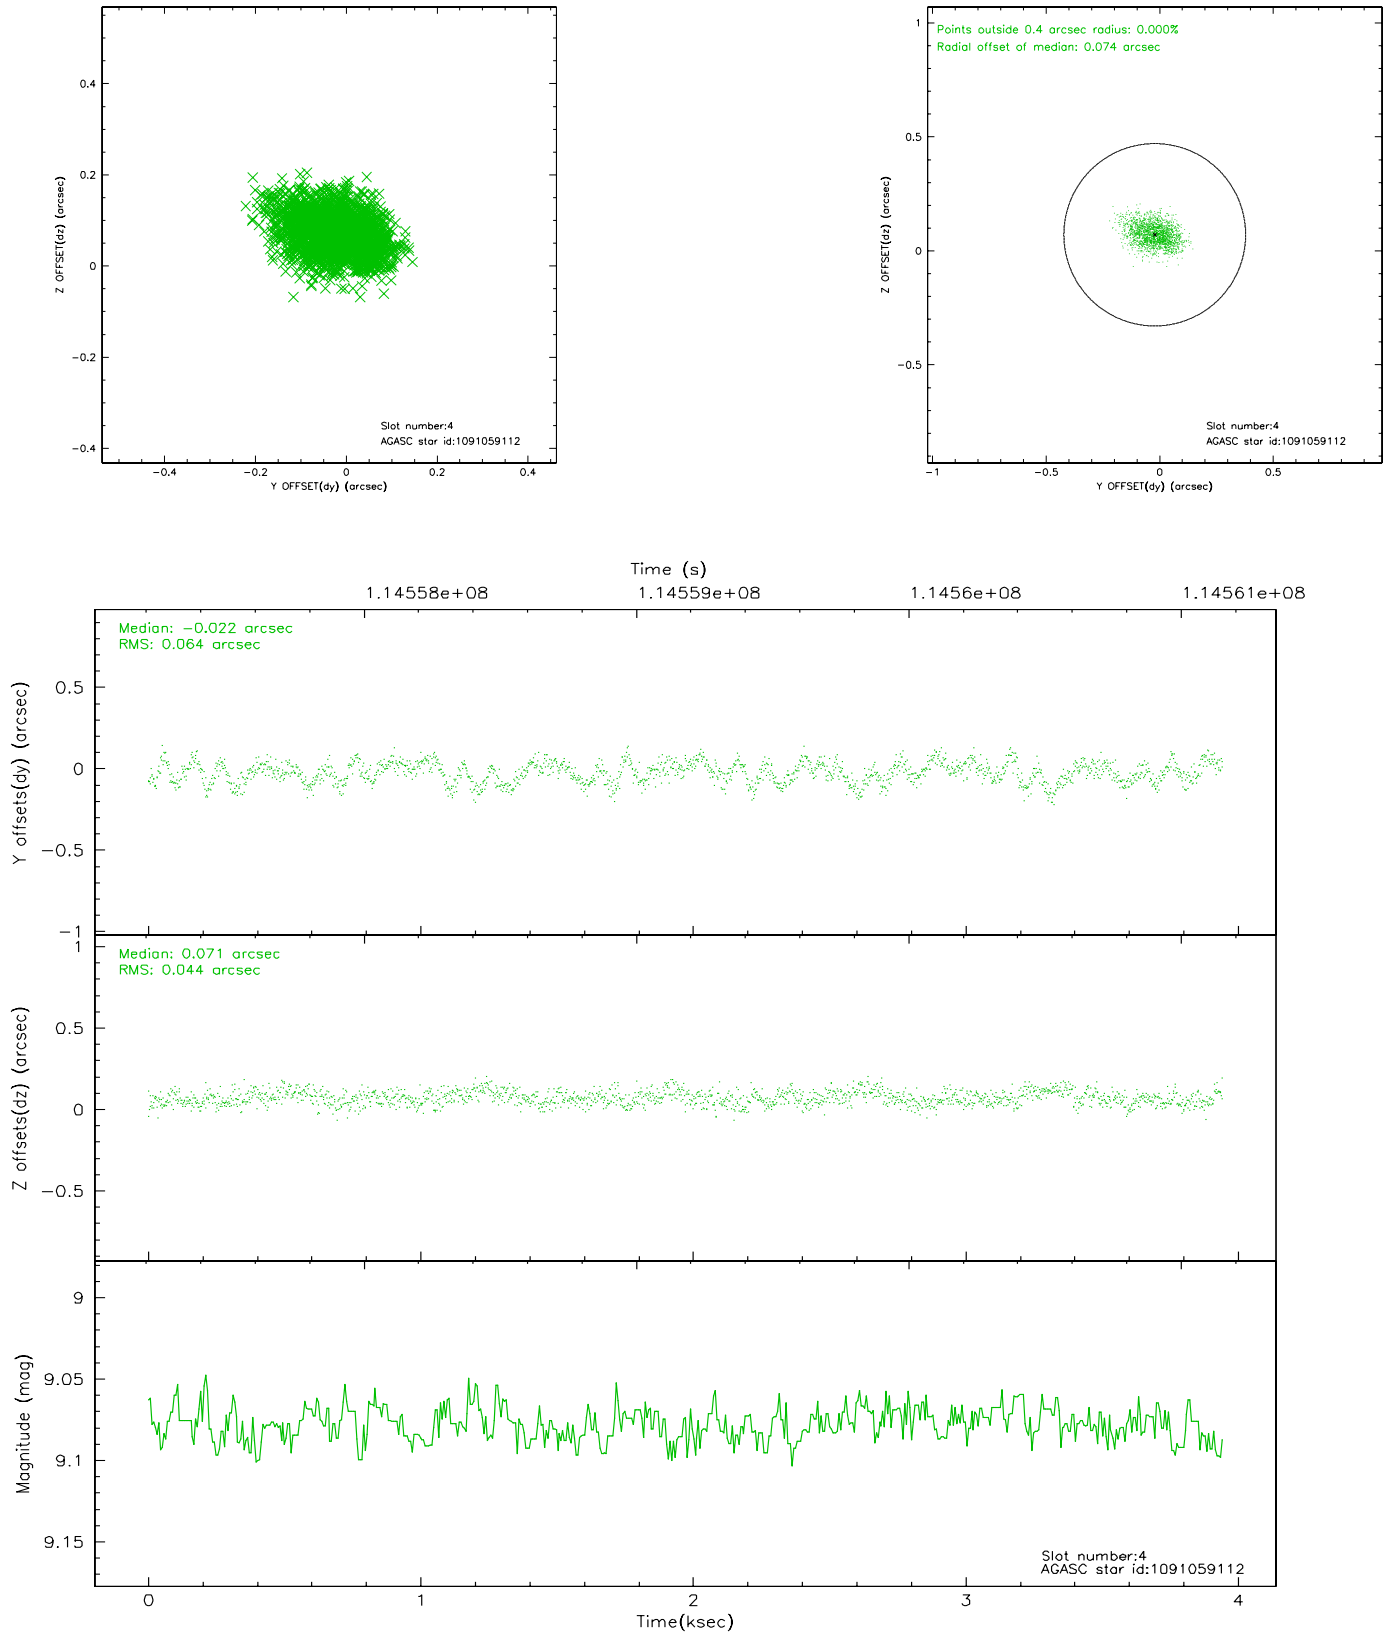 0.4
0.2
0
−0.2
−0.4
Z OFFSET(dz) (arcsec)
Slot number:4
AGASC star id:1091059112
−0.4
−0.2
0
0.2
0.4
Y OFFSET(dy) (arcsec)
Points outside 0.4 arcsec radius: 0.000%
Radial offset of median: 0.074 arcsec
1
0.5
0
−0.5
Z OFFSET(dz) (arcsec)
Slot number:4
AGASC star id:1091059112
−1
−0.5
0
0.5
Y OFFSET(dy) (arcsec)
Time (s)
1.14558e+08
1.14559e+08
1.1456e+08
1.14561e+08
Median: −0.022 arcsec
RMS: 0.064 arcsec
0.5
0
−0.5
−1
Y offsets(dy) (arcsec)
Median: 0.071 arcsec
RMS: 0.044 arcsec
1
0.5
0
−0.5
Z offsets(dz) (arcsec)
9
9.05
9.1
9.15
Magnitude (mag)
Slot number:4
AGASC star id:1091059112
0
1
2
3
4
Time(ksec)